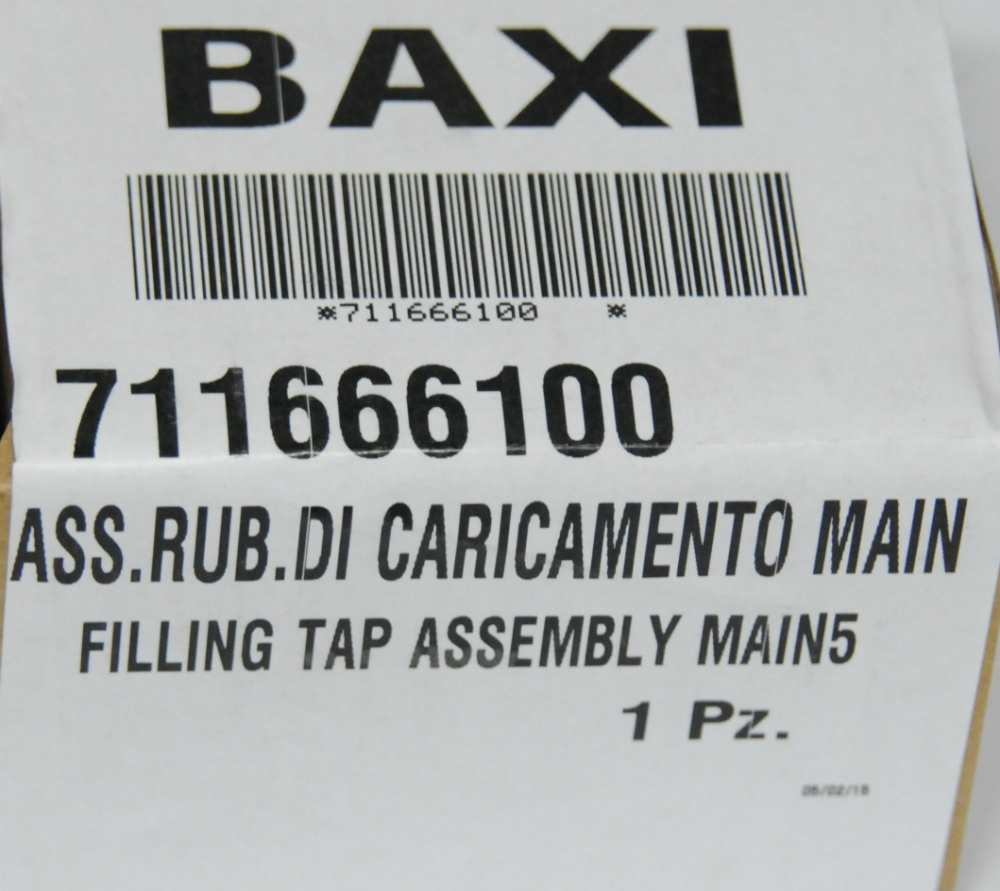 BAXI
*711666100 *
711666100
ASS.RUB.DI CARICAMENTO MAIN
FILLING TAP ASSEMBLY MAIN5
1 Pz.